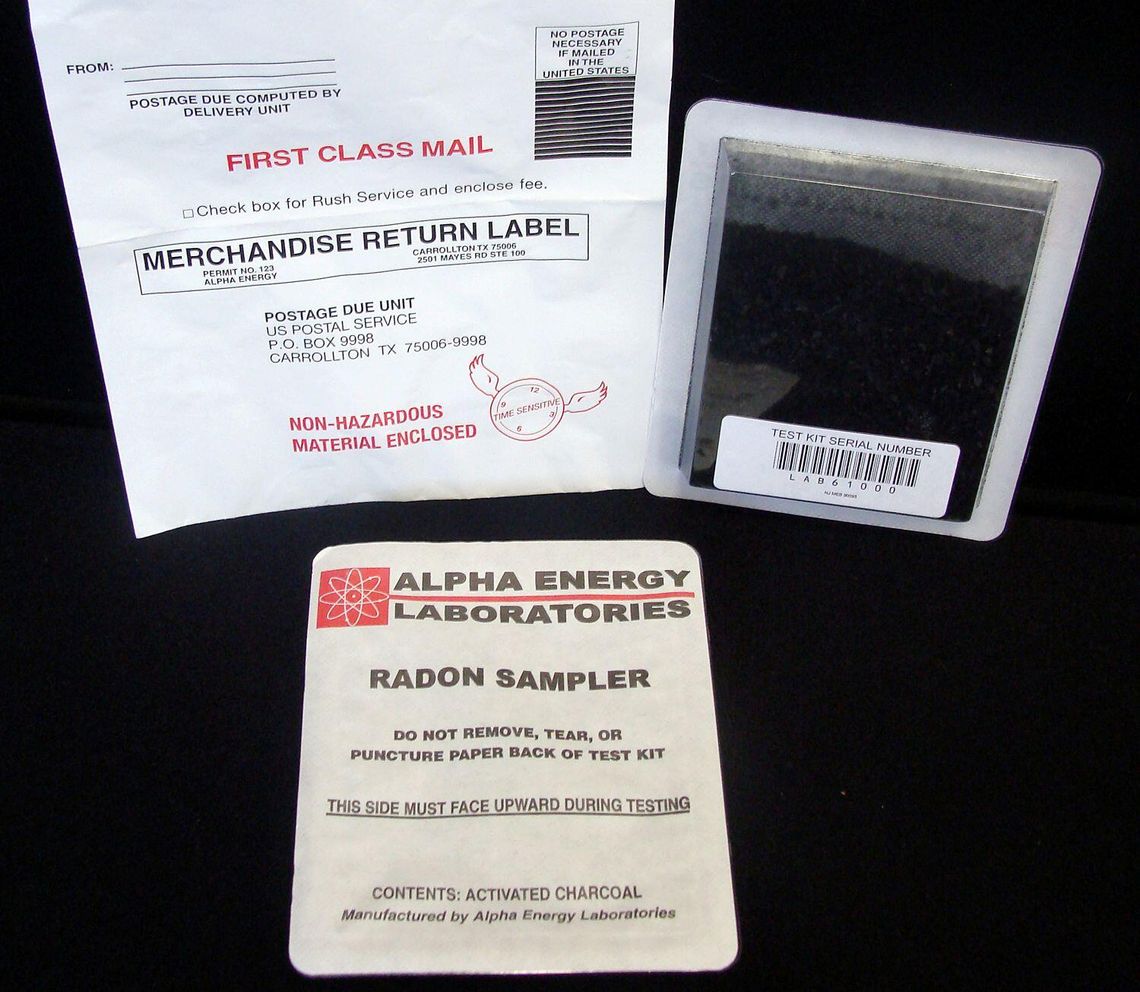 FROM:
POSTAGE DUE COMPUTED BY
DELIVERY UNIT
NO POSTAGE
NECESSARY
IF MAILED
IN THE
UNITED STATES
FIRST CLASS MAIL
Check box for Rush Service and enclose fee.
MERCHANDISE RETURN LABEL
PERMIT NO. 123
ALPHA ENERGY
CARROLLTON TX 75006
2501 MAYES RD STE 100
POSTAGE DUE UNIT
US POSTAL SERVICE
P.O. BOX 9998
CARROLLTON TX 75006-9998
NON-HAZARDOUS
MATERIAL ENCLOSED
12
9
TIME SENSITIVE
3
6
TEST KIT SERIAL NUMBER
LAB61000
ALPHA ENERGY
LABORATORIES
RADON SAMPLER
DO NOT REMOVE, TEAR, OR
PUNCTURE PAPER BACK OF TEST KIT
THIS SIDE MUST FACE UPWARD DURING TESTING
CONTENTS: ACTIVATED CHARCOAL
Manufactured by Alpha Energy Laboratories